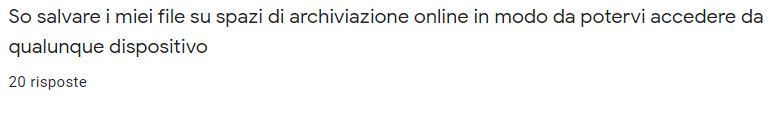 So salvare i miei file su spazi di archiviazione online in modo da potervi accedere da
qualunque dispositivo
20 risposte